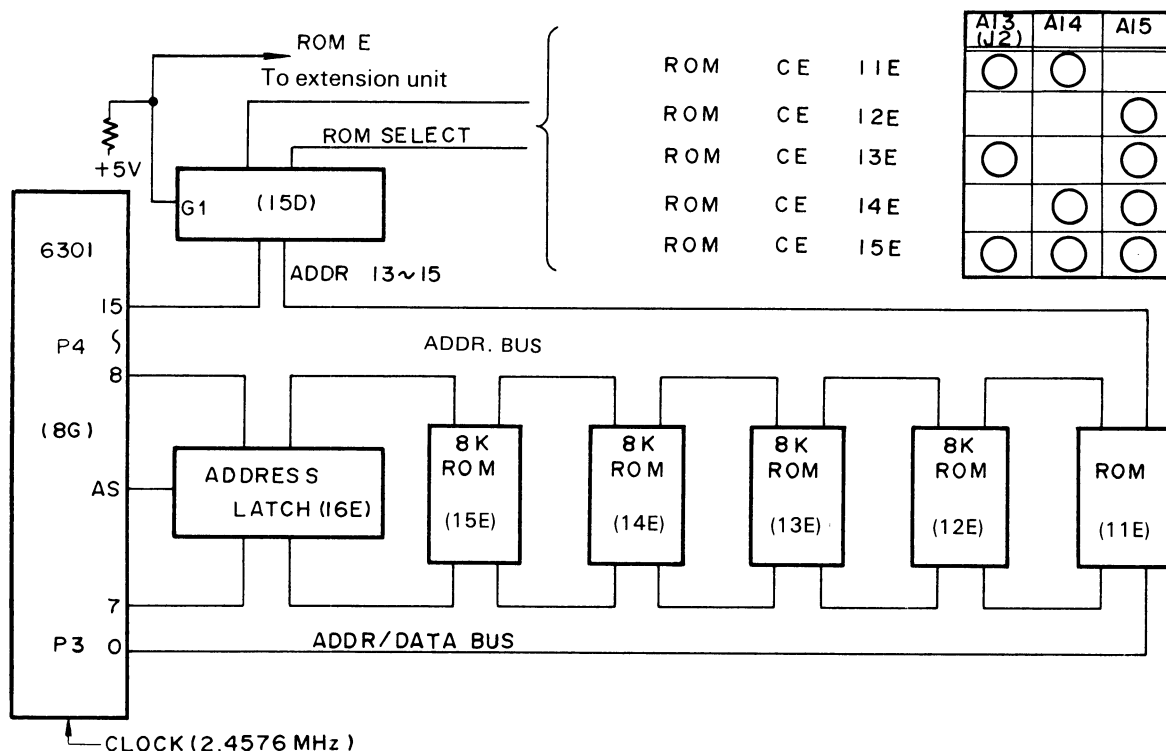 ROM E
To extension unit
ROM SELECT
+5V
G1 (15D)
ADDR 13~15
ROM CE 11E
ROM CE 12E
ROM CE 13E
ROM CE 14E
ROM CE 15E
A13 (J2) A14 A15
6301
15
P4
8
(8G)
AS
7
P3 0
ADDR. BUS
ADDRESS
LATCH (16E)
8K
ROM
(15E)
8K
ROM
(14E)
8K
ROM
(13E)
8K
ROM
(12E)
ROM
(11E)
ADDR/DATA BUS
CLOCK (2.4576 MHz)